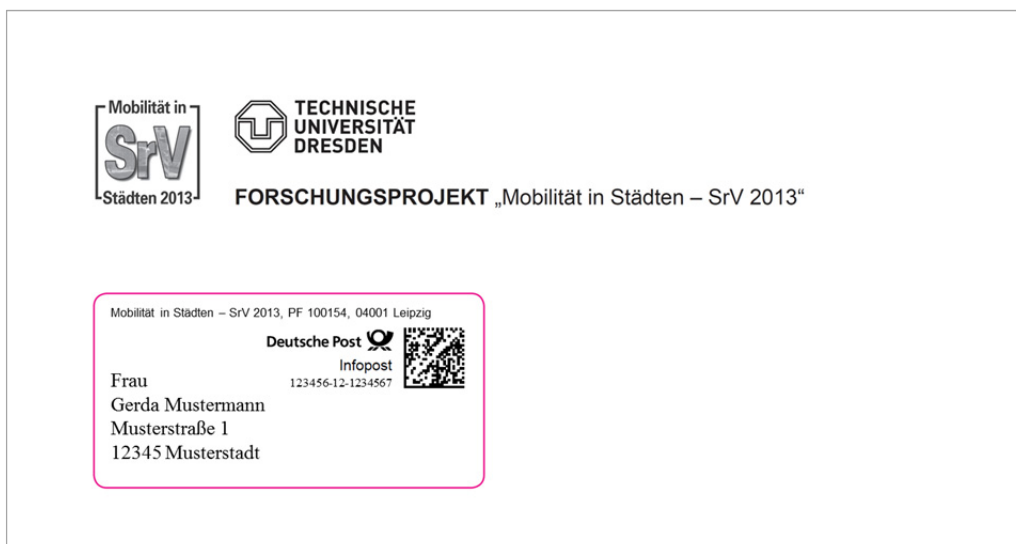 Mobilität in
SrV
Städten 2013
TECHNISCHE
UNIVERSITÄT
DRESDEN
FORSCHUNGSPROJEKT „Mobilität in Städten – SrV 2013“
Mobilität in Städten – SrV 2013, PF 100154, 04001 Leipzig
Deutsche Post
Infopost
123456-12-1234567
Frau
Gerda Mustermann
Musterstraße 1
12345 Musterstadt